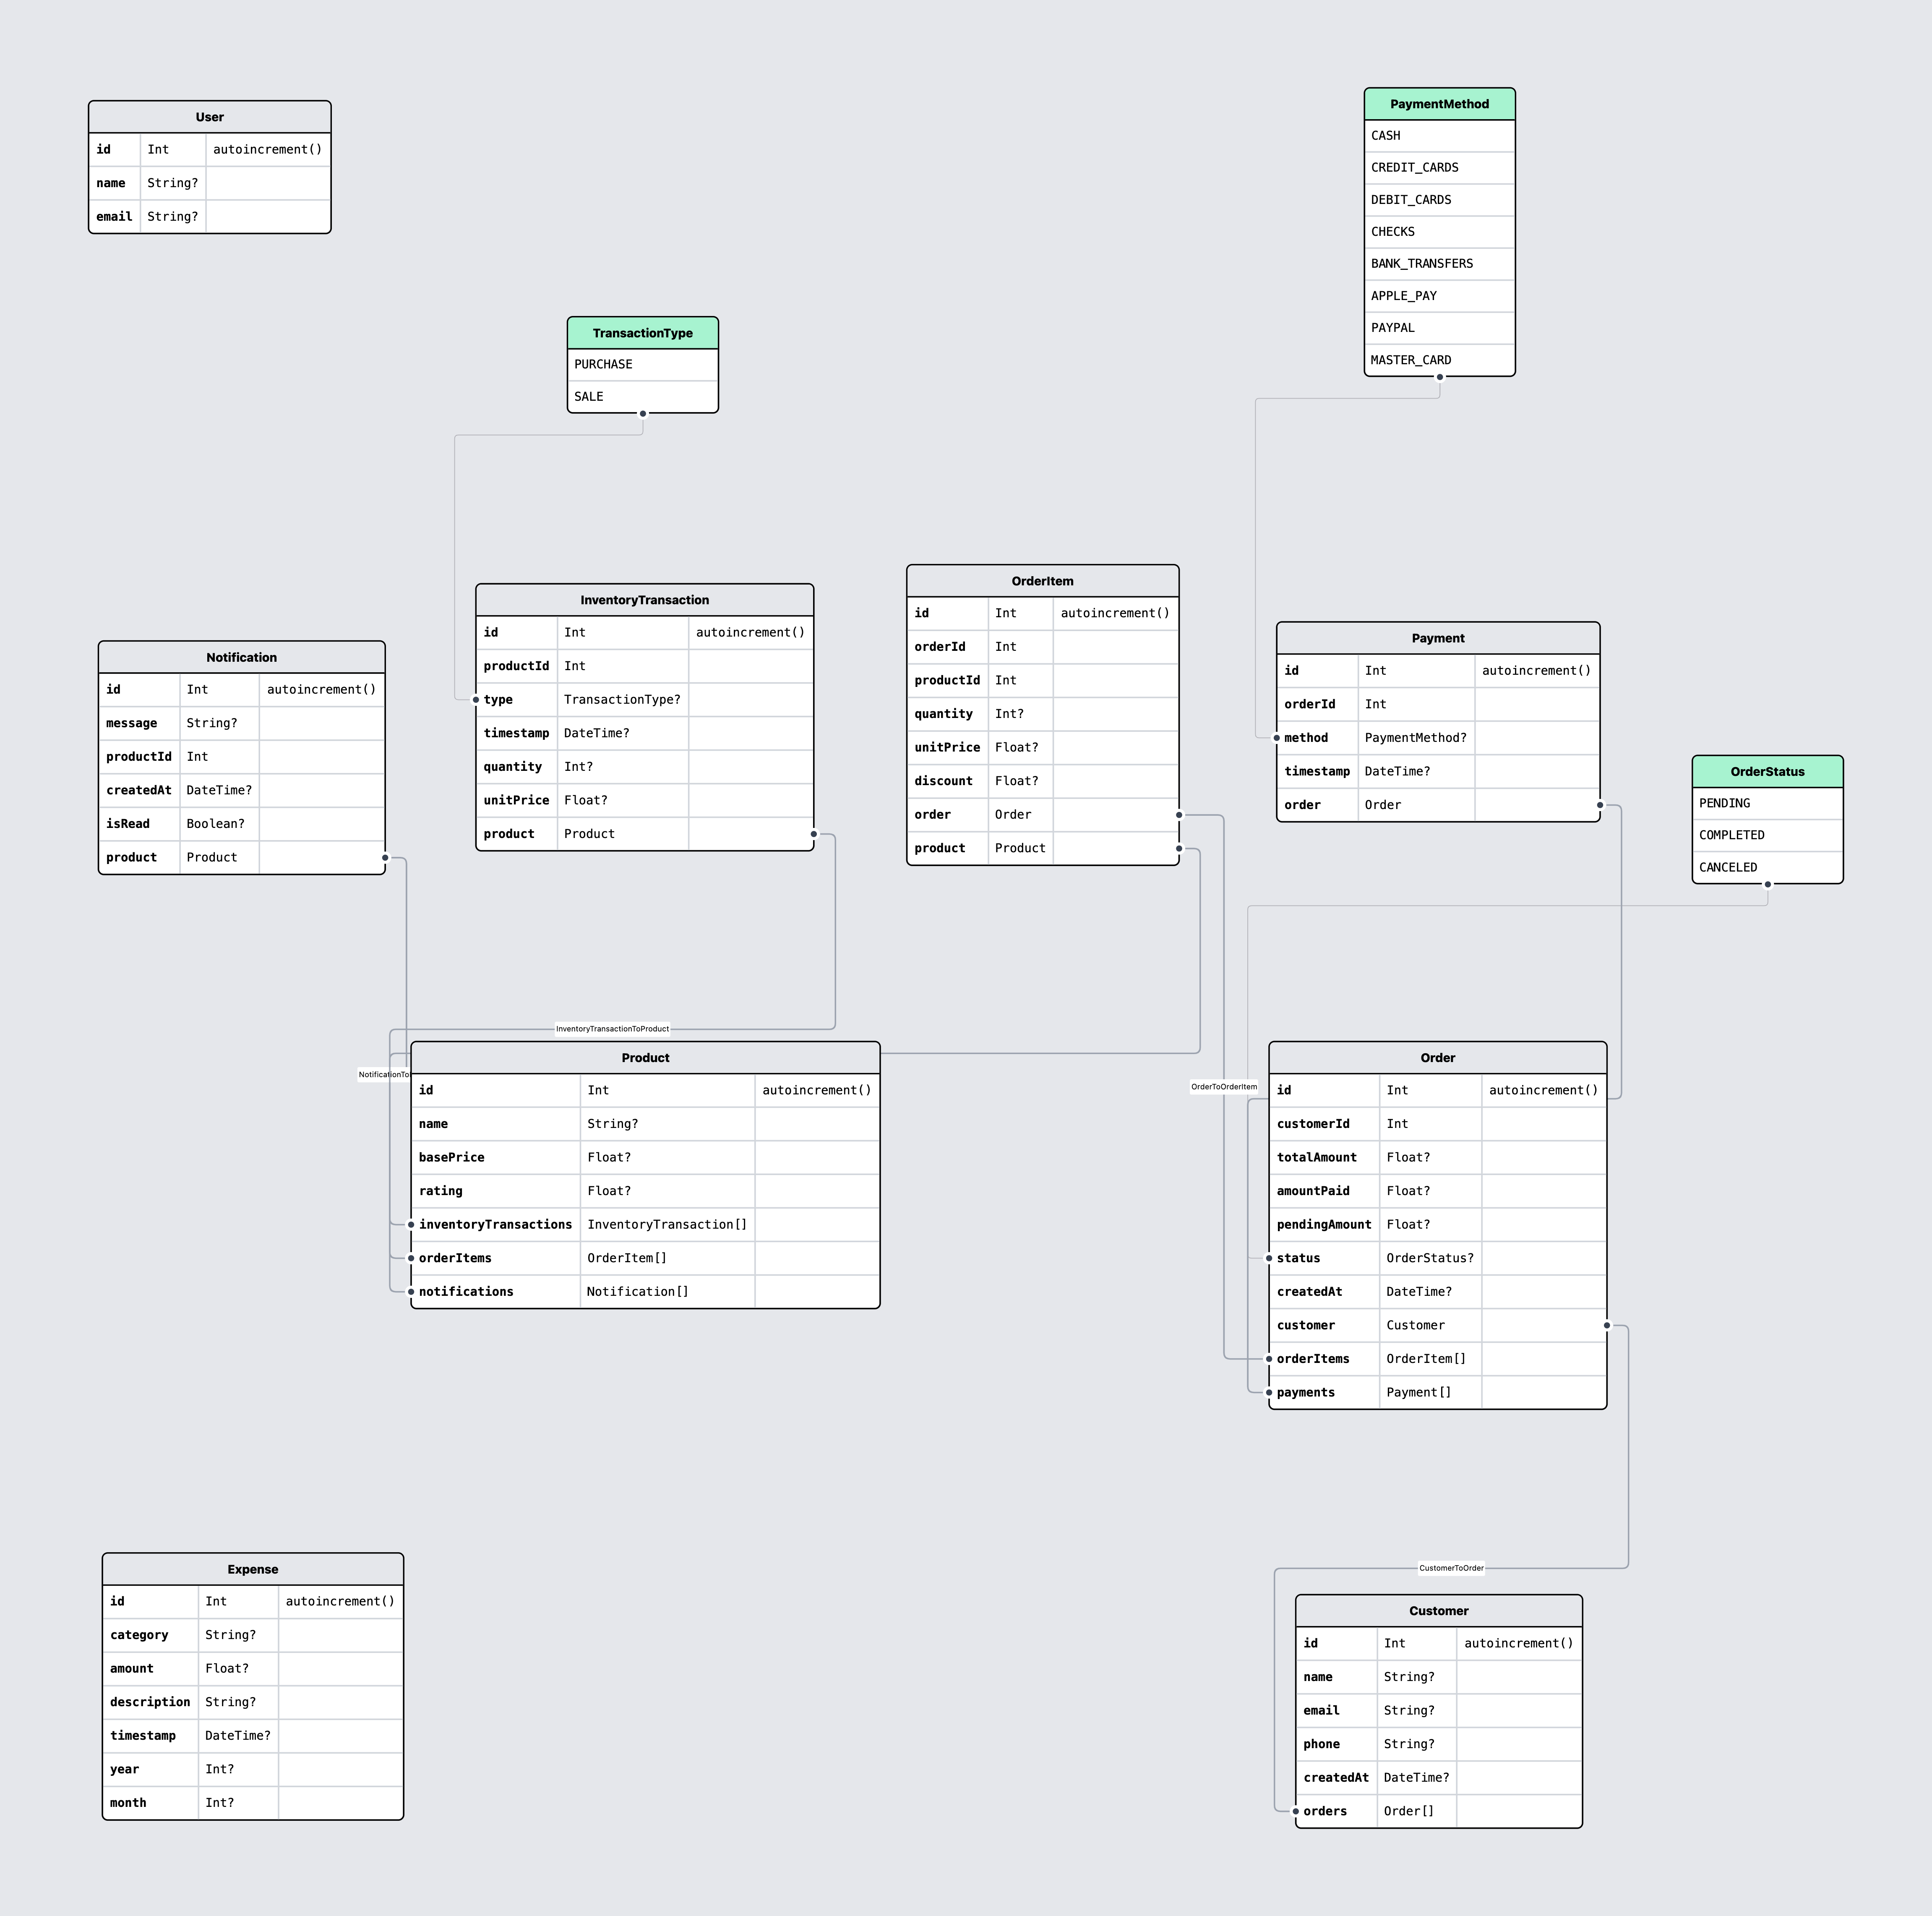 User
id Int autoincrement()
name String?
email String?
PaymentMethod
CASH
CREDIT_CARDS
DEBIT_CARDS
CHECKS
BANK_TRANSFERS
APPLE_PAY
PAYPAL
MASTER_CARD
TransactionType
PURCHASE
SALE
InventoryTransaction
id Int autoincrement()
productId Int
type TransactionType?
timestamp DateTime?
quantity Int?
unitPrice Float?
product Product
OrderItem
id Int autoincrement()
orderId Int
productId Int
quantity Int?
unitPrice Float?
discount Float?
order Order
product Product
Payment
id Int autoincrement()
orderId Int
method PaymentMethod?
timestamp DateTime?
order Order
Notification
id Int autoincrement()
message String?
productId Int
createdAt DateTime?
isRead Boolean?
product Product
OrderStatus
PENDING
COMPLETED
CANCELED
InventoryTransactionToProduct
NotificationTo
OrderToOrderItem
Product
id Int autoincrement()
name String?
basePrice Float?
rating Float?
inventoryTransactions InventoryTransaction[]
orderItems OrderItem[]
notifications Notification[]
Order
id Int autoincrement()
customerId Int
totalAmount Float?
amountPaid Float?
pendingAmount Float?
status OrderStatus?
createdAt DateTime?
customer Customer
orderItems OrderItem[]
payments Payment[]
Expense
id Int autoincrement()
category String?
amount Float?
description String?
timestamp DateTime?
year Int?
month Int?
CustomerToOrder
Customer
id Int autoincrement()
name String?
email String?
phone String?
createdAt DateTime?
orders Order[]